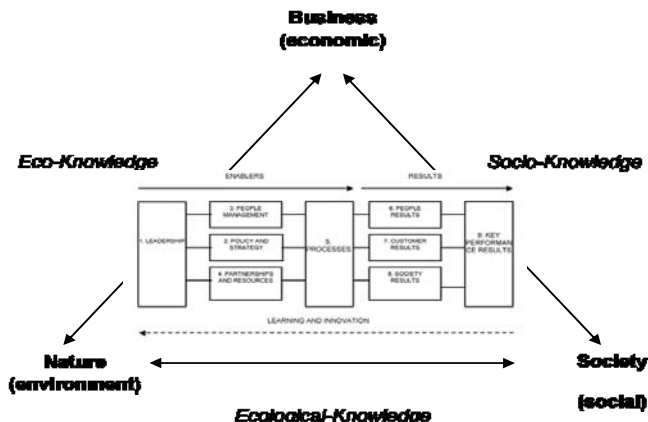 Business
(economic)
Eco-Knowledge
Socio-Knowledge
ENABLERS
RESULTS
1. LEADERSHIP
3. PEOPLE
MANAGEMENT
2. POLICY AND
STRATEGY
4. PARTNERSHIPS
AND RESOURCES
5.
PROCESSES
6. PEOPLE
RESULTS
7. CUSTOMER
RESULTS
8. SOCIETY
RESULTS
9. KEY
PERFORMAN
CE RESULTS
LEARNING AND INNOVATION
Nature
(environment)
Society
(social)
Ecological-Knowledge